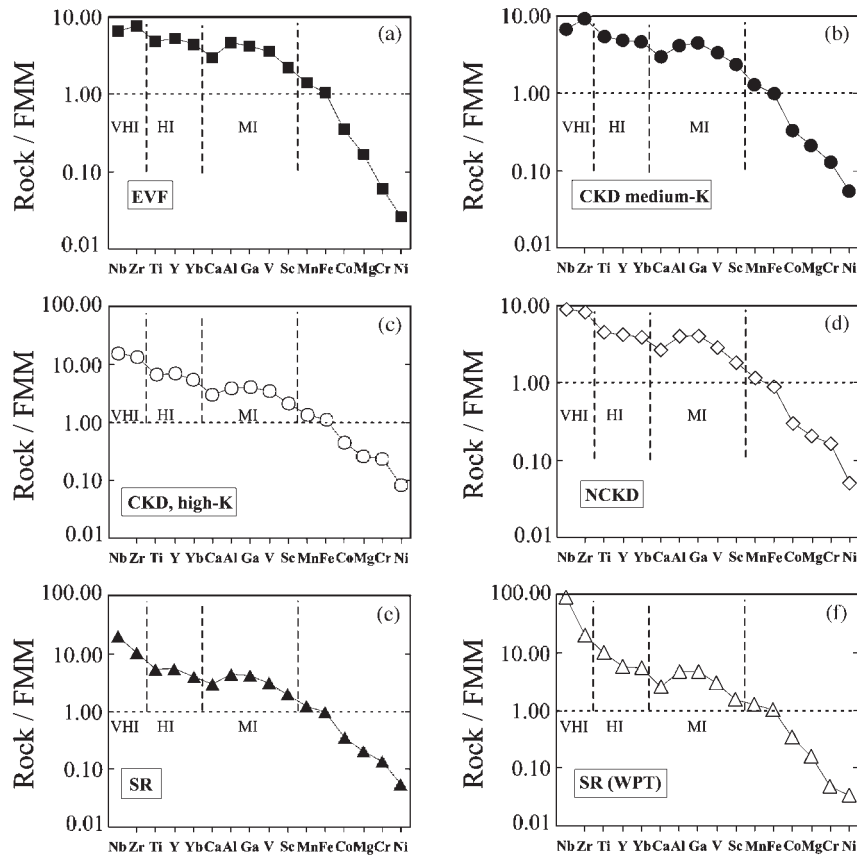 10.00
(a)
1.00
VHI HI MI
0.10
EVF
0.01
Rock / FMM
Nb Zr Ti Y Yb Ca Al Ga V Sc Mn Fe Co Mg Cr Ni
10.00
(b)
1.00
VHI HI MI
0.10
CKD medium-K
0.01
Rock / FMM
Nb Zr Ti Y Yb Ca Al Ga V Sc Mn Fe Co Mg Cr Ni
100.00
(c)
10.00
1.00
VHI HI MI
0.10
CKD, high-K
0.01
Rock / FMM
Nb Zr Ti Y Yb Ca Al Ga V Sc Mn Fe Co Mg Cr Ni
10.00
(d)
1.00
VHI HI MI
0.10
NCKD
0.01
Rock / FMM
Nb Zr Ti Y Yb Ca Al Ga V Sc Mn Fe Co Mg Cr Ni
100.00
(e)
10.00
1.00
VHI HI MI
0.10
SR
0.01
Rock / FMM
Nb Zr Ti Y Yb Ca Al Ga V Sc Mn Fe Co Mg Cr Ni
100.00
(f)
10.00
1.00
VHI HI MI
0.10
SR (WPT)
0.01
Rock / FMM
Nb Zr Ti Y Yb Ca Al Ga V Sc Mn Fe Co Mg Cr Ni